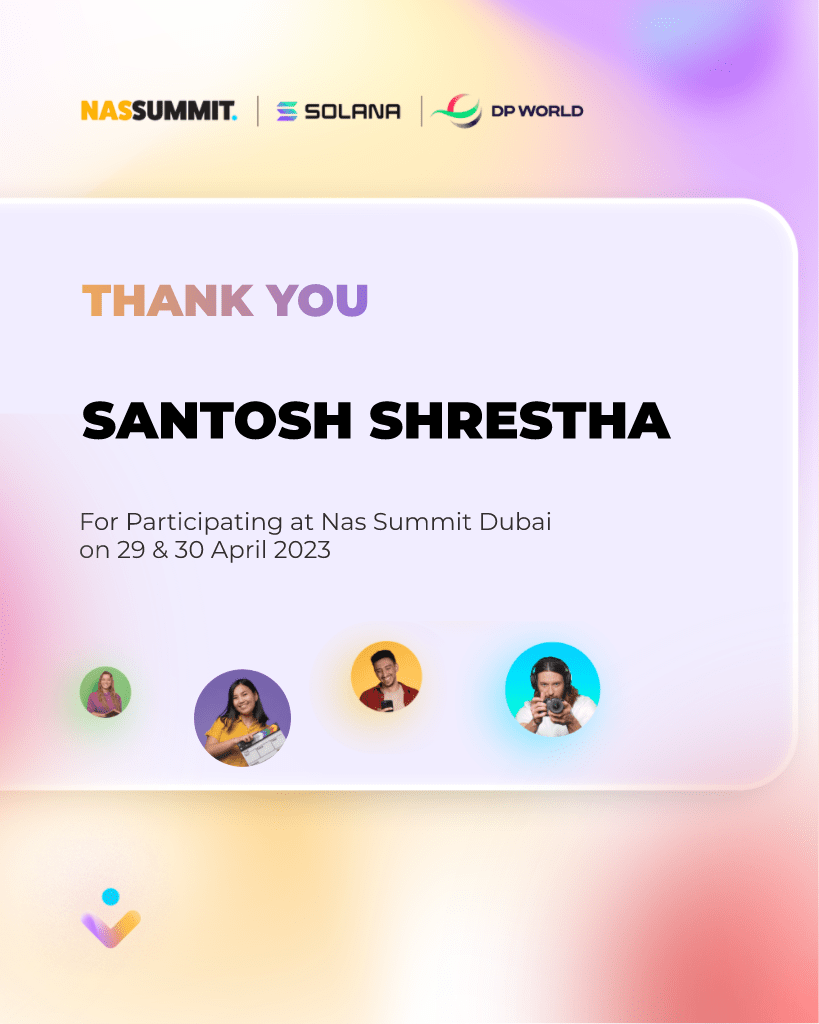 NASSUMMIT. SOLANA DP WORLD
THANK YOU
SANTOSH SHRESTHA
For Participating at Nas Summit Dubai
on 29 & 30 April 2023